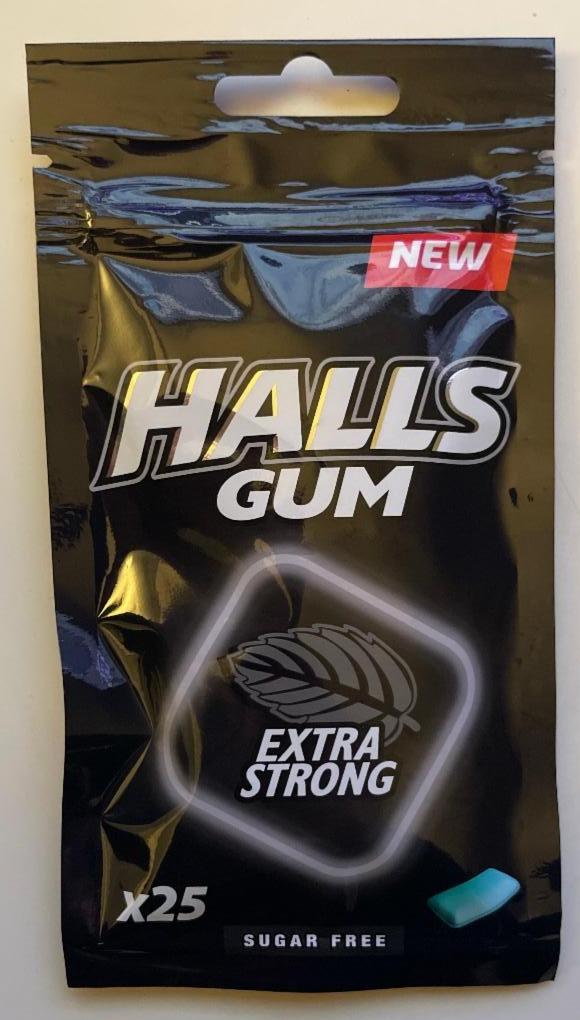 NEW
HALLS
GUM
EXTRA
STRONG
x25
SUGAR FREE